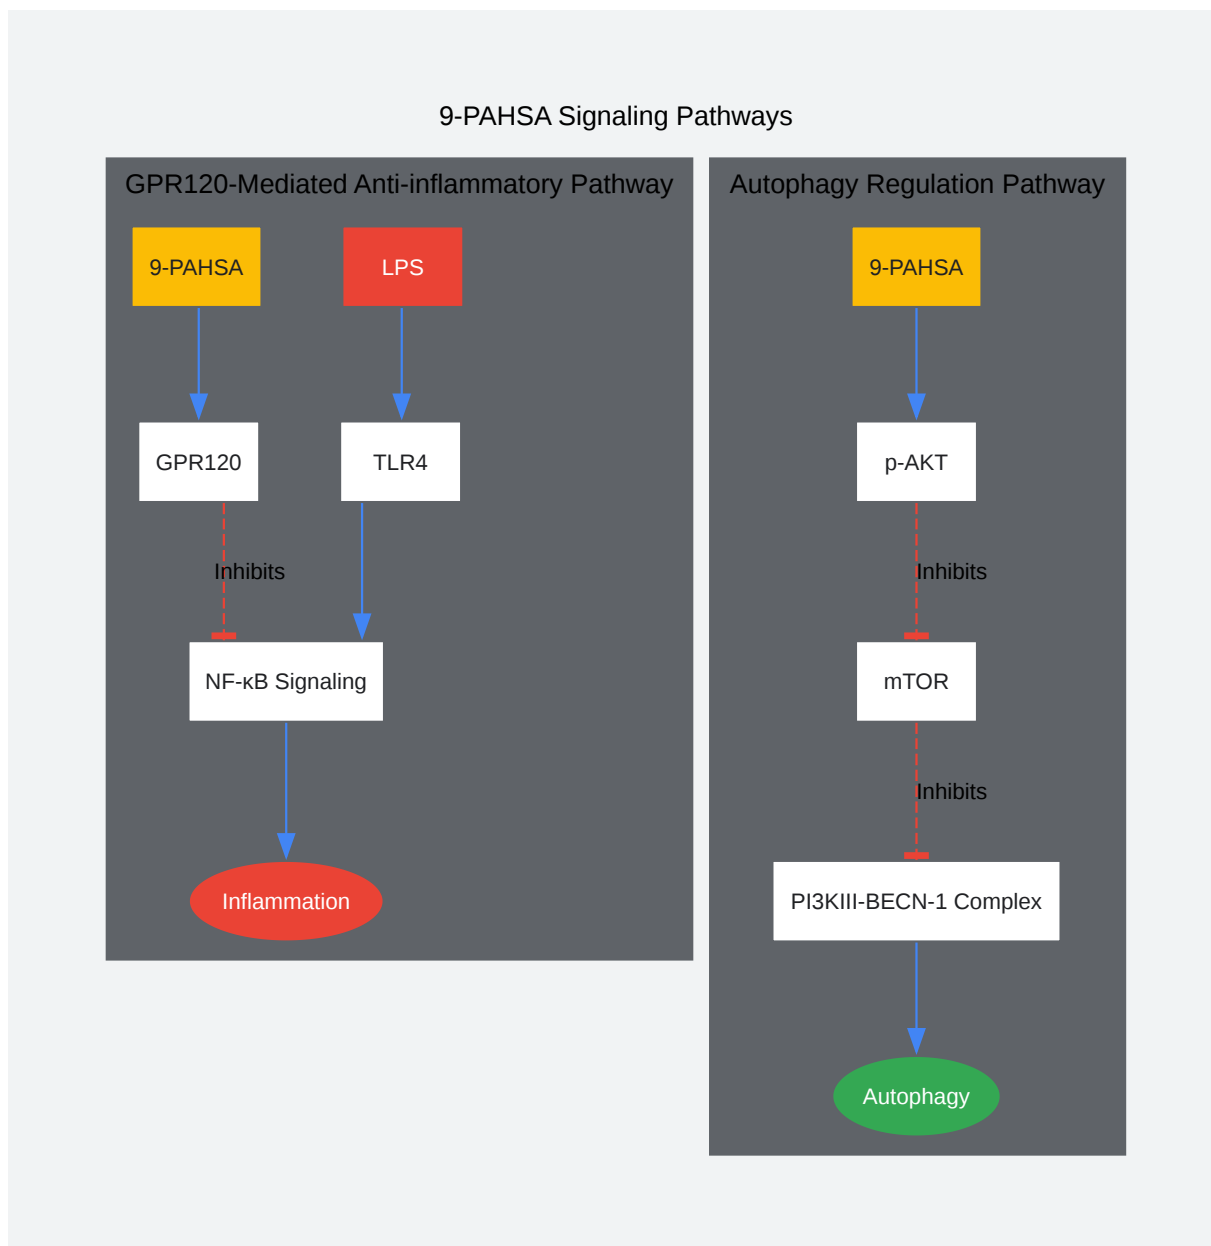 9-PAHSA Signaling Pathways
GPR120-Mediated Anti-inflammatory Pathway
9-PAHSA
LPS
GPR120
TLR4
Inhibits
NF-κB Signaling
Inflammation
Autophagy Regulation Pathway
9-PAHSA
p-AKT
Inhibits
mTOR
Inhibits
PI3KIII-BECN-1 Complex
Autophagy